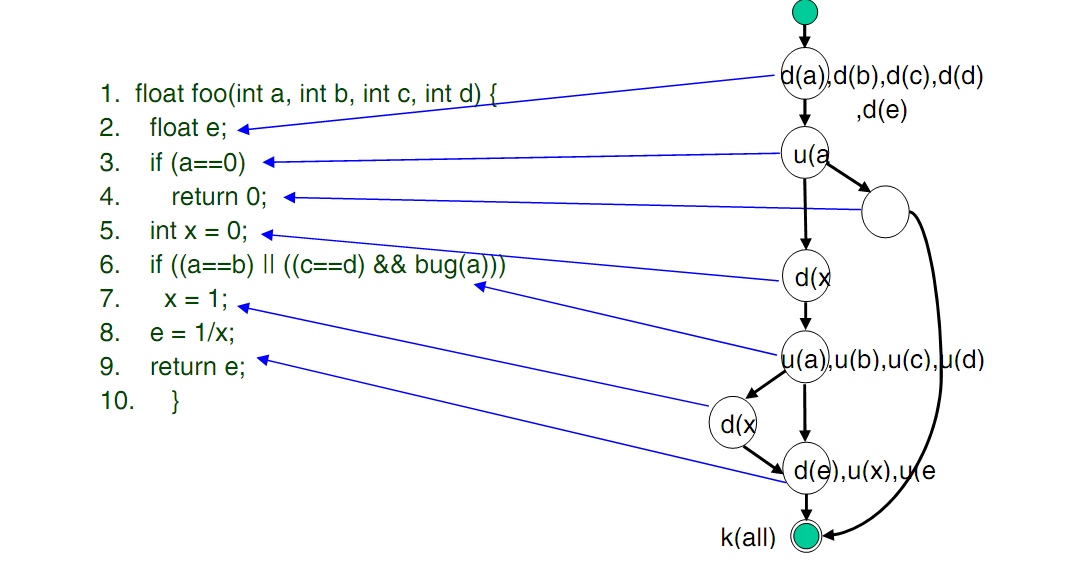 1. float foo(int a, int b, int c, int d) {
2. float e;
3. if (a==0)
4. return 0;
5. int x = 0;
6. if ((a==b) || ((c==d) && bug(a)))
7. x = 1;
8. e = 1/x;
9. return e;
10. }
d(a),d(b),d(c),d(d)
,d(e)
u(a
d(x
u(a),u(b),u(c),u(d)
d(x
d(e),u(x),u(e
k(all)